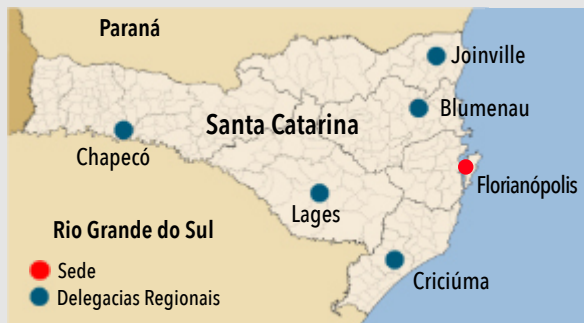 Paraná
Joinville
Blumenau
Santa Catarina
Chapecó
Florianópolis
Lages
Rio Grande do Sul
Sede
Criciúma
Delegacias Regionais